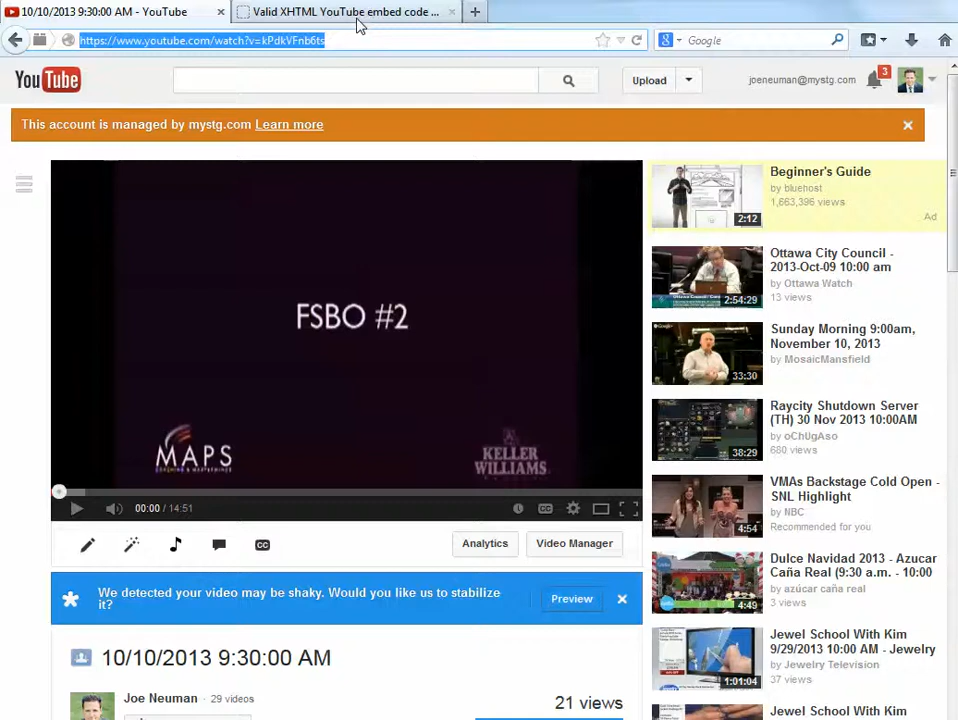 10/10/2013 9:30:00 AM - YouTube
Valid XHTML YouTube embed code ...
https://www.youtube.com/watch?v=kPdkVFnb6ts
Google
YouTube
Upload
joeneuman@mystg.com
3
This account is managed by mystg.com Learn more
FSBO #2
MAPS
COACHING & MASTERMINDS
KELLER
WILLIAMS
00:00 / 14:51
CC
CC
Analytics
Video Manager
We detected your video may be shaky. Would you like us to stabilize
it?
Preview
10/10/2013 9:30:00 AM
Joe Neuman · 29 videos
21 views
Beginner's Guide
by bluehost
1,663,396 views
Ad
2:12
Ottawa City Council -
2013-Oct-09 10:00 am
by Ottawa Watch
13 views
2:54:29
Sunday Morning 9:00am,
November 10, 2013
by MosaicMansfield
33:30
Raycity Shutdown Server
(TH) 30 Nov 2013 10:00AM
by oChUgAso
680 views
38:29
VMAs Backstage Cold Open -
SNL Highlight
by NBC
Recommended for you
4:54
Dulce Navidad 2013 - Azucar
Caña Real (9:30 a.m. - 10:00
by azúcar caña real
3 views
4:49
Jewel School With Kim
9/29/2013 10:00 AM - Jewelry
by Jewelry Television
37 views
1:01:04
Jewel School With Kim